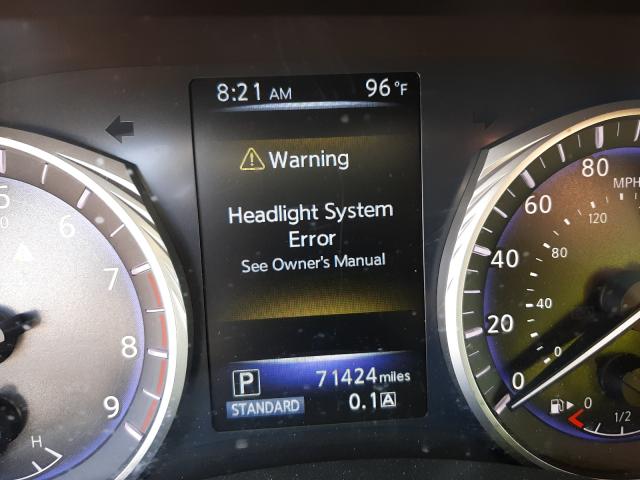 8:21 AM 96 °F
Warning
Headlight System
Error
See Owner's Manual
P 71424 miles
STANDARD 0.1 A
6
7
8
9
H
80 MPH
60 120
40 80
20 40
0 0
0 1/2